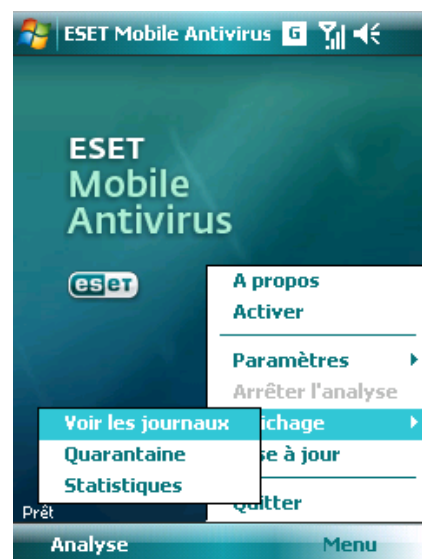 ESET Mobile Antivirus G
ESET
Mobile
Antivirus
eseT
A propos
Activer
Paramètres
Arrêter l'analyse
ichage
se à jour
Quitter
Voir les journaux
Quarantaine
Statistiques
Prêt
Analyse
Menu